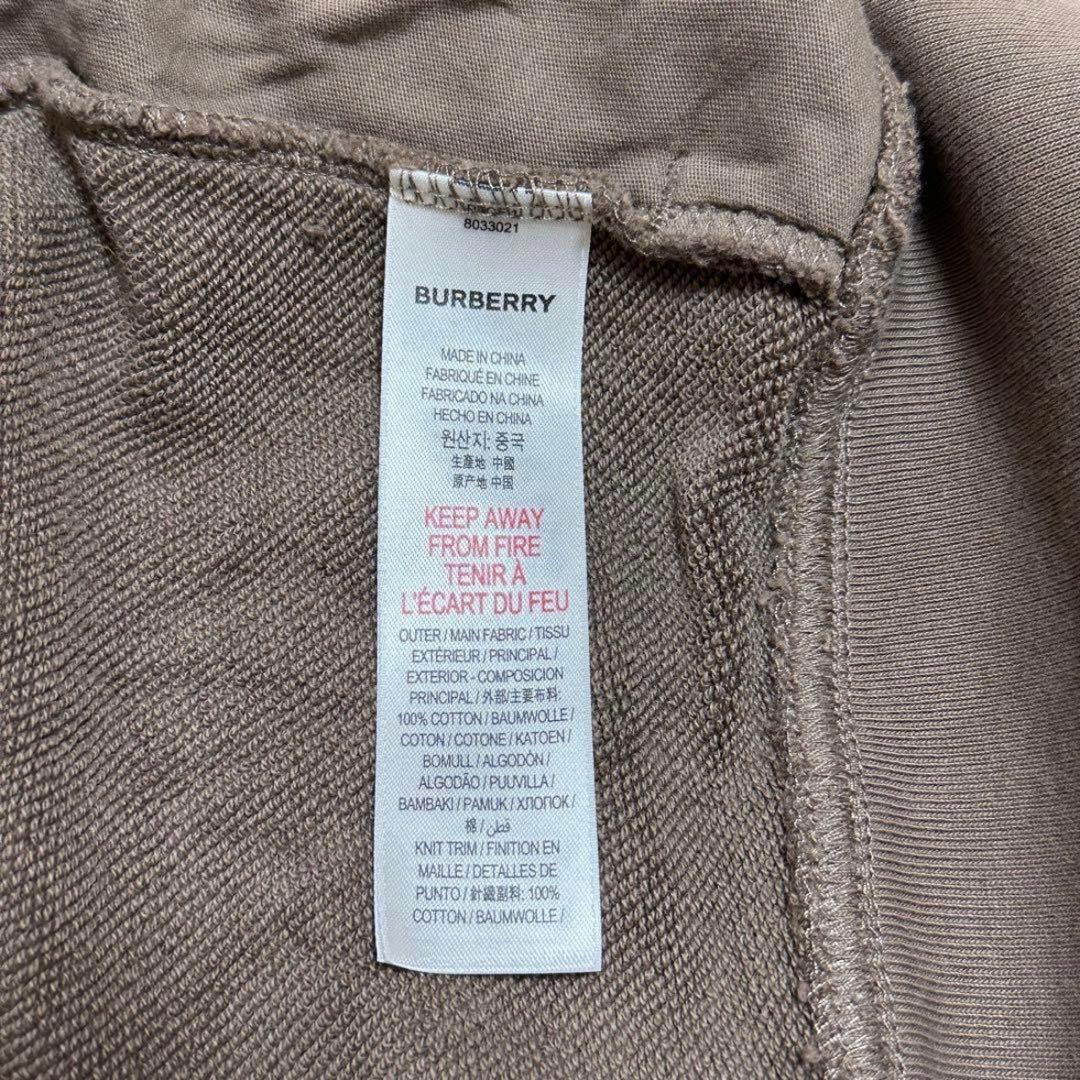 8033021
BURBERRY
MADE IN CHINA
FABRIQUÉ EN CHINE
FABRICADO NA CHINA
HECHO EN CHINA
원산지: 중국
生產地 中國
原产地 中国
KEEP AWAY
FROM FIRE
TENIR À
L'ÉCART DU FEU
OUTER / MAIN FABRIC / TISSU
EXTÉRIEUR / PRINCIPAL /
EXTERIOR - COMPOSICION
PRINCIPAL / 外部/主要布料:
100% COTTON / BAUMWOLLE /
COTON / COTONE / KATOEN /
BOMULL / ALGODÓN /
ALGODÃO / PUUVILLA /
BAMBAKI / PAMUK / ХЛОПОК /
棉 / قطن
KNIT TRIM / FINITION EN
MAILLE / DETALLES DE
PUNTO / 針織副料: 100%
COTTON / BAUMWOLLE /